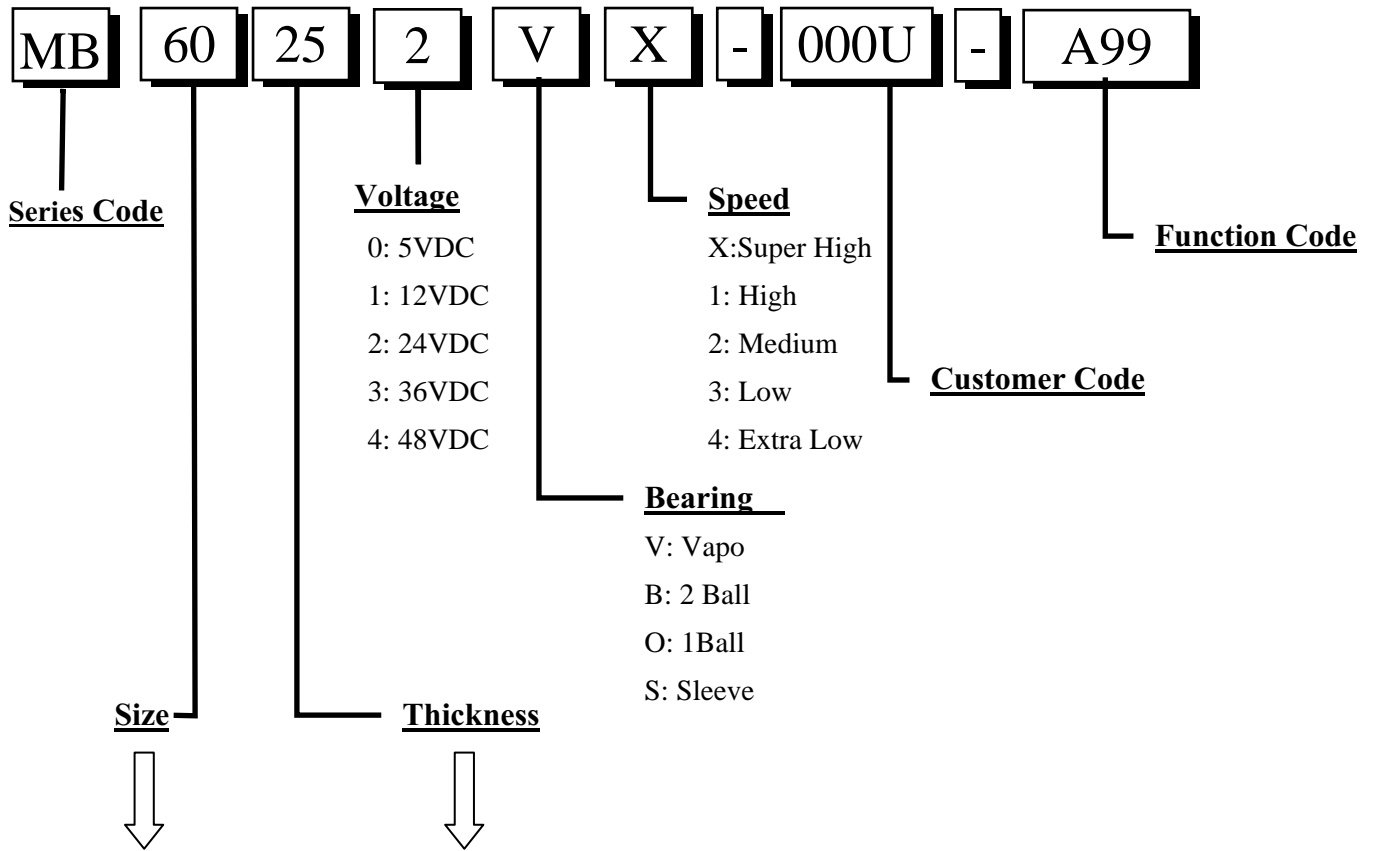 MB 60 25 2 V X - 000U - A99
Series Code
Voltage
0: 5VDC
1: 12VDC
2: 24VDC
3: 36VDC
4: 48VDC
Speed
X:Super High
1: High
2: Medium
3: Low
4: Extra Low
Function Code
Customer Code
Bearing
V: Vapo
B: 2 Ball
O: 1Ball
S: Sleeve
Size
Thickness